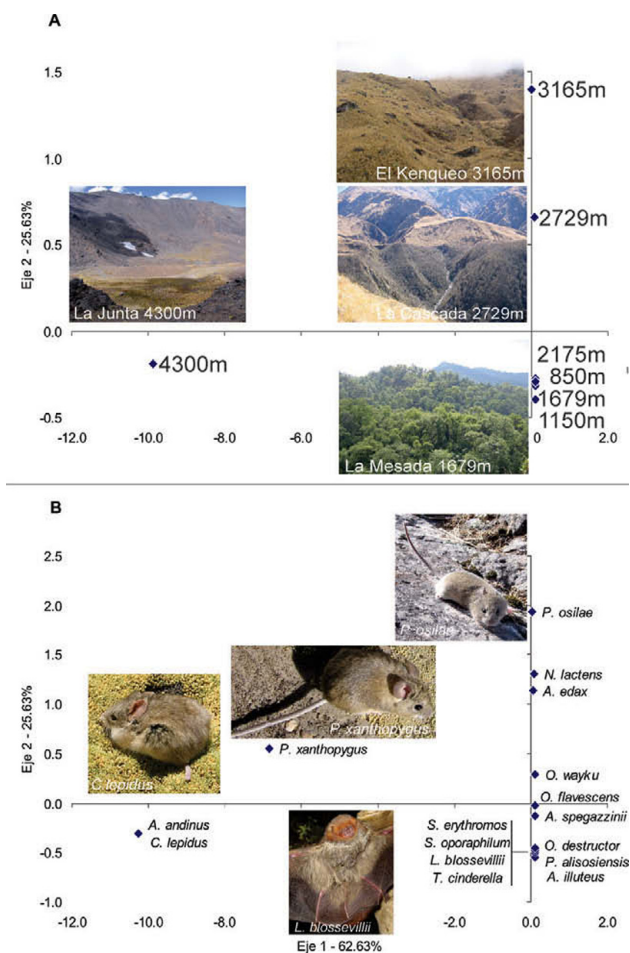 A
1.5
3165m
1.0
El Kenqueo 3165m
Eje 2 - 25.63%
0.5
2729m
La Junta 4300m
La Cascada 2729m
0.0
4300m
2175m
850m
1679m
1150m
-0.5
La Mesada 1679m
-12.0 -10.0 -8.0 -6.0 0.0 2.0
B
2.5
2.0
P. osilae
P. osilae
1.5
N. lactens
A. edax
1.0
Eje 2 - 25.63%
P. xanthopygus
C. lepidus
0.5
P. xanthopygus
O. wayku
O. flavescens
0.0
A. andinus
C. lepidus
A. spegazzinii
S. erythromos
S. oporaphilum
L. blossevillii
T. cinderella
O. destructor
P. alisosiensis
A. illuteus
-0.5
L. blossevillii
-1.0
-12.0 -10.0 -8.0 -6.0 -2.0 0.0 2.0
Eje 1 - 62.63%